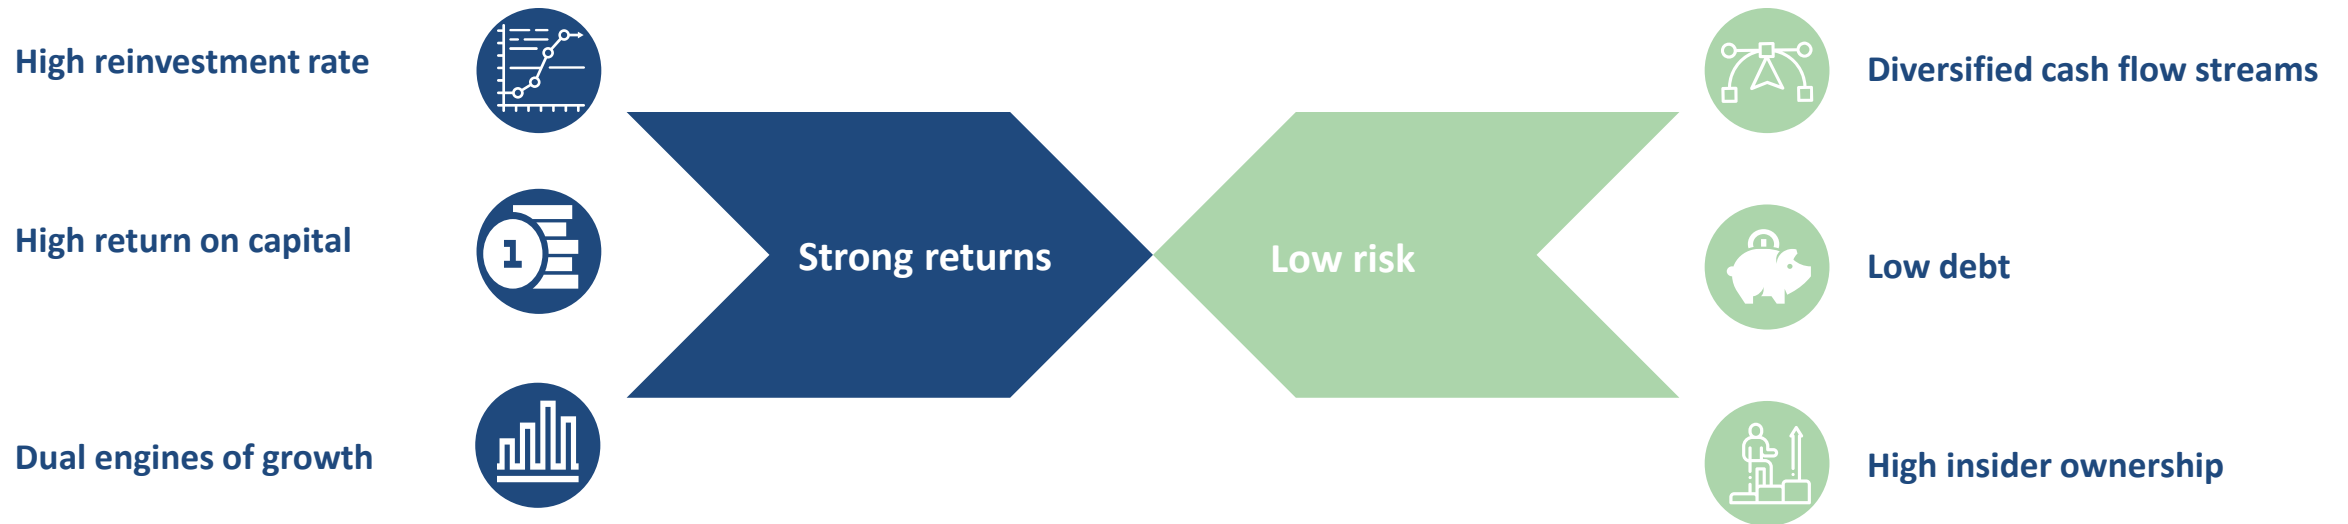 High reinvestment rate
High return on capital
1
Dual engines of growth
Strong returns
Low risk
Diversified cash flow streams
Low debt
High insider ownership